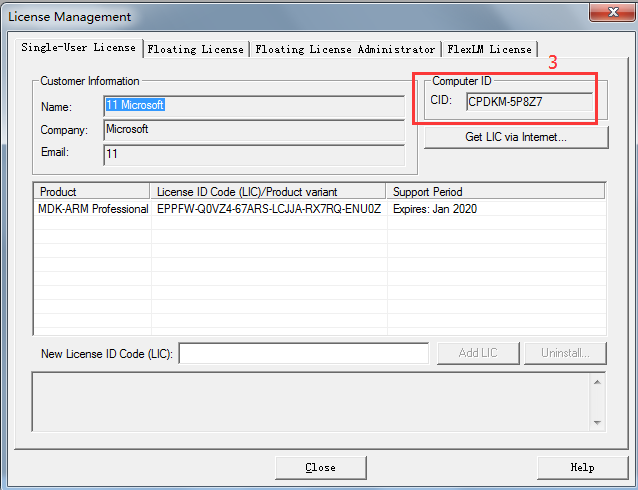 License Management
Single-User License Floating License Floating License Administrator FlexLM License
3
Customer Information
Name: 11 Microsoft
Company: Microsoft
Email: 11
Computer ID
CID: CPDKM-5P8Z7
Get LIC via Internet...
Product License ID Code (LIC)/Product variant Support Period
MDK-ARM Professional EPPFW-Q0VZ4-67ARS-LCJJA-RX7RQ-ENU0Z Expires: Jan 2020
New License ID Code (LIC): Add LIC Uninstall...
Close Help